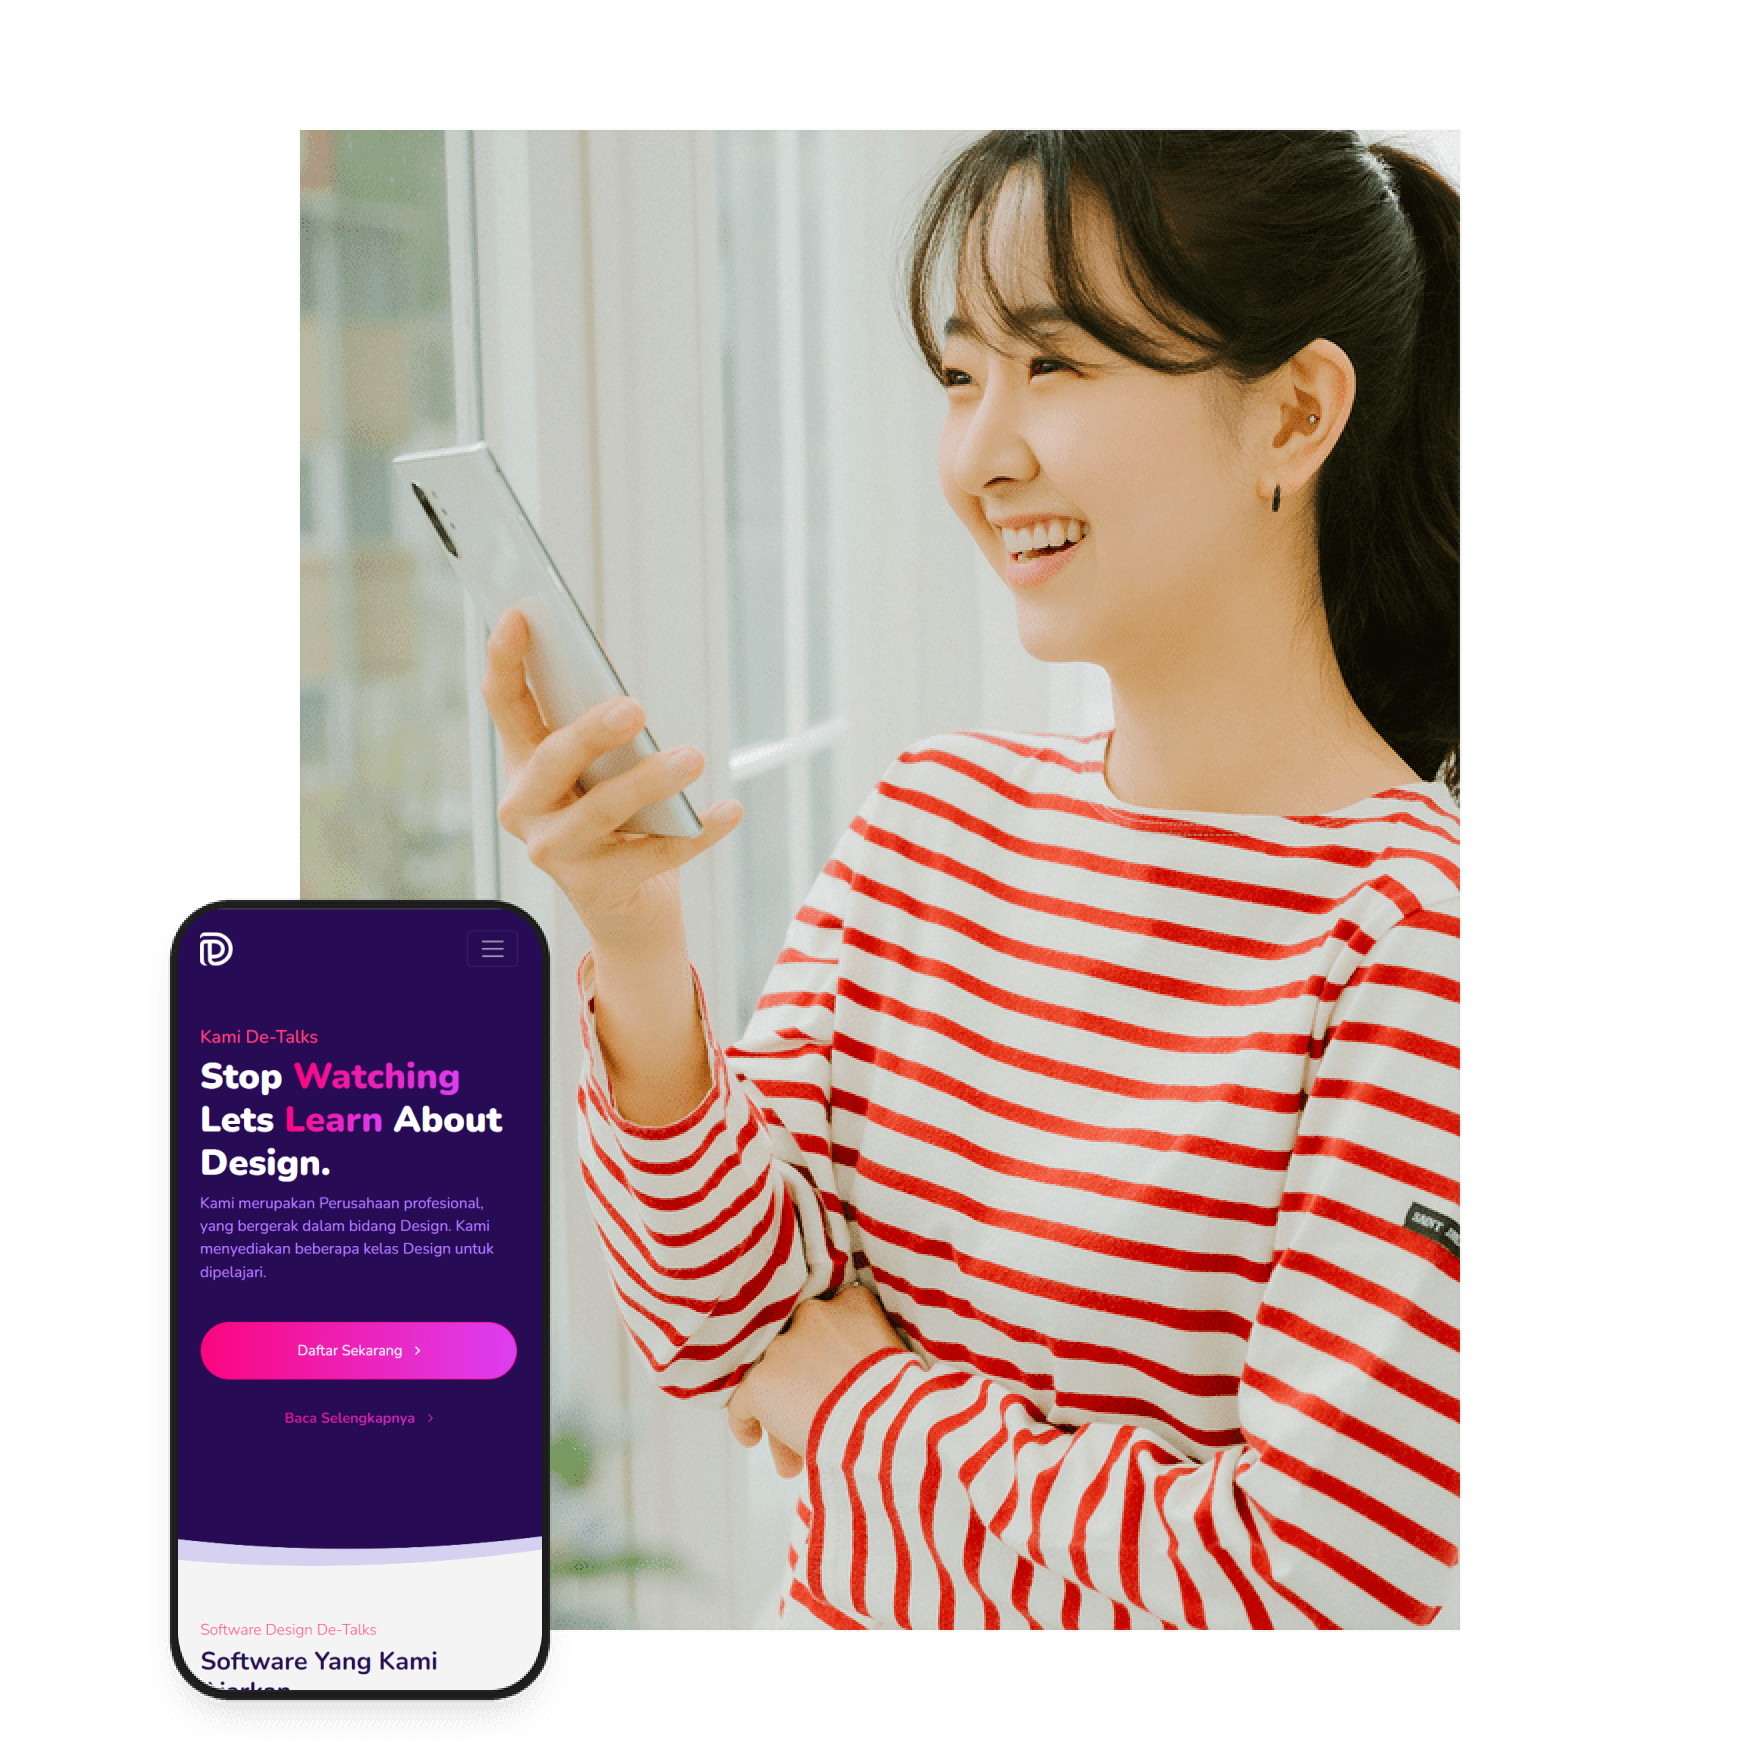 Kami De-Talks
Stop Watching
Lets Learn About
Design.
Kami merupakan Perusahaan profesional,
yang bergerak dalam bidang Design. Kami
menyediakan beberapa kelas Design untuk
dipelajari.
Daftar Sekarang
Baca Selengkapnya
Software Design De-Talks
Software Yang Kami